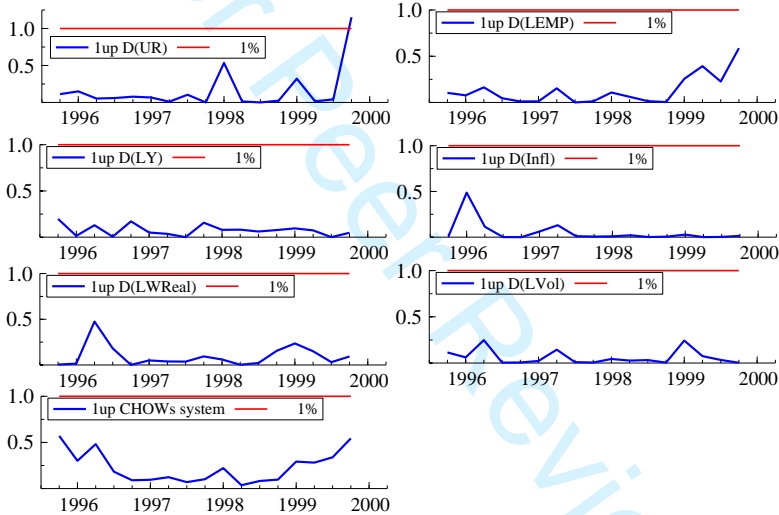 1.0
0.5
1up D(UR) 1%
1996 1997 1998 1999 2000
1.0
0.5
1up D(LEMP) 1%
1996 1997 1998 1999 2000
1.0
0.5
1up D(LY) 1%
1996 1997 1998 1999 2000
1.0
0.5
1up D(Infl) 1%
1996 1997 1998 1999 2000
1.0
0.5
1up D(LWReal) 1%
1996 1997 1998 1999 2000
1.0
0.5
1up D(LVol) 1%
1996 1997 1998 1999 2000
1.0
0.5
1up CHOWs system 1%
1996 1997 1998 1999 2000
r Peer Revie